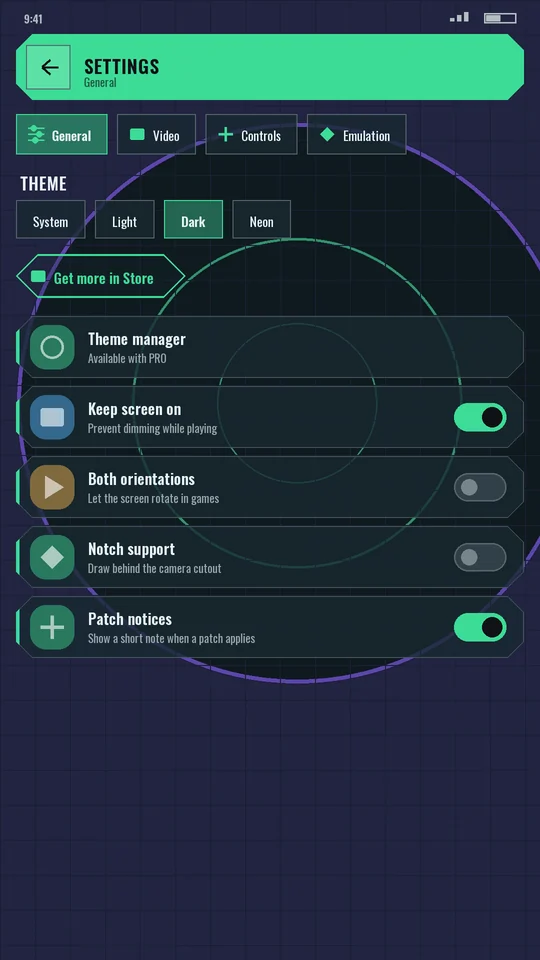 9:41
SETTINGS
General
General Video Controls Emulation
THEME
System Light Dark Neon
Get more in Store
Theme manager
Available with PRO
Keep screen on
Prevent dimming while playing
Both orientations
Let the screen rotate in games
Notch support
Draw behind the camera cutout
Patch notices
Show a short note when a patch applies